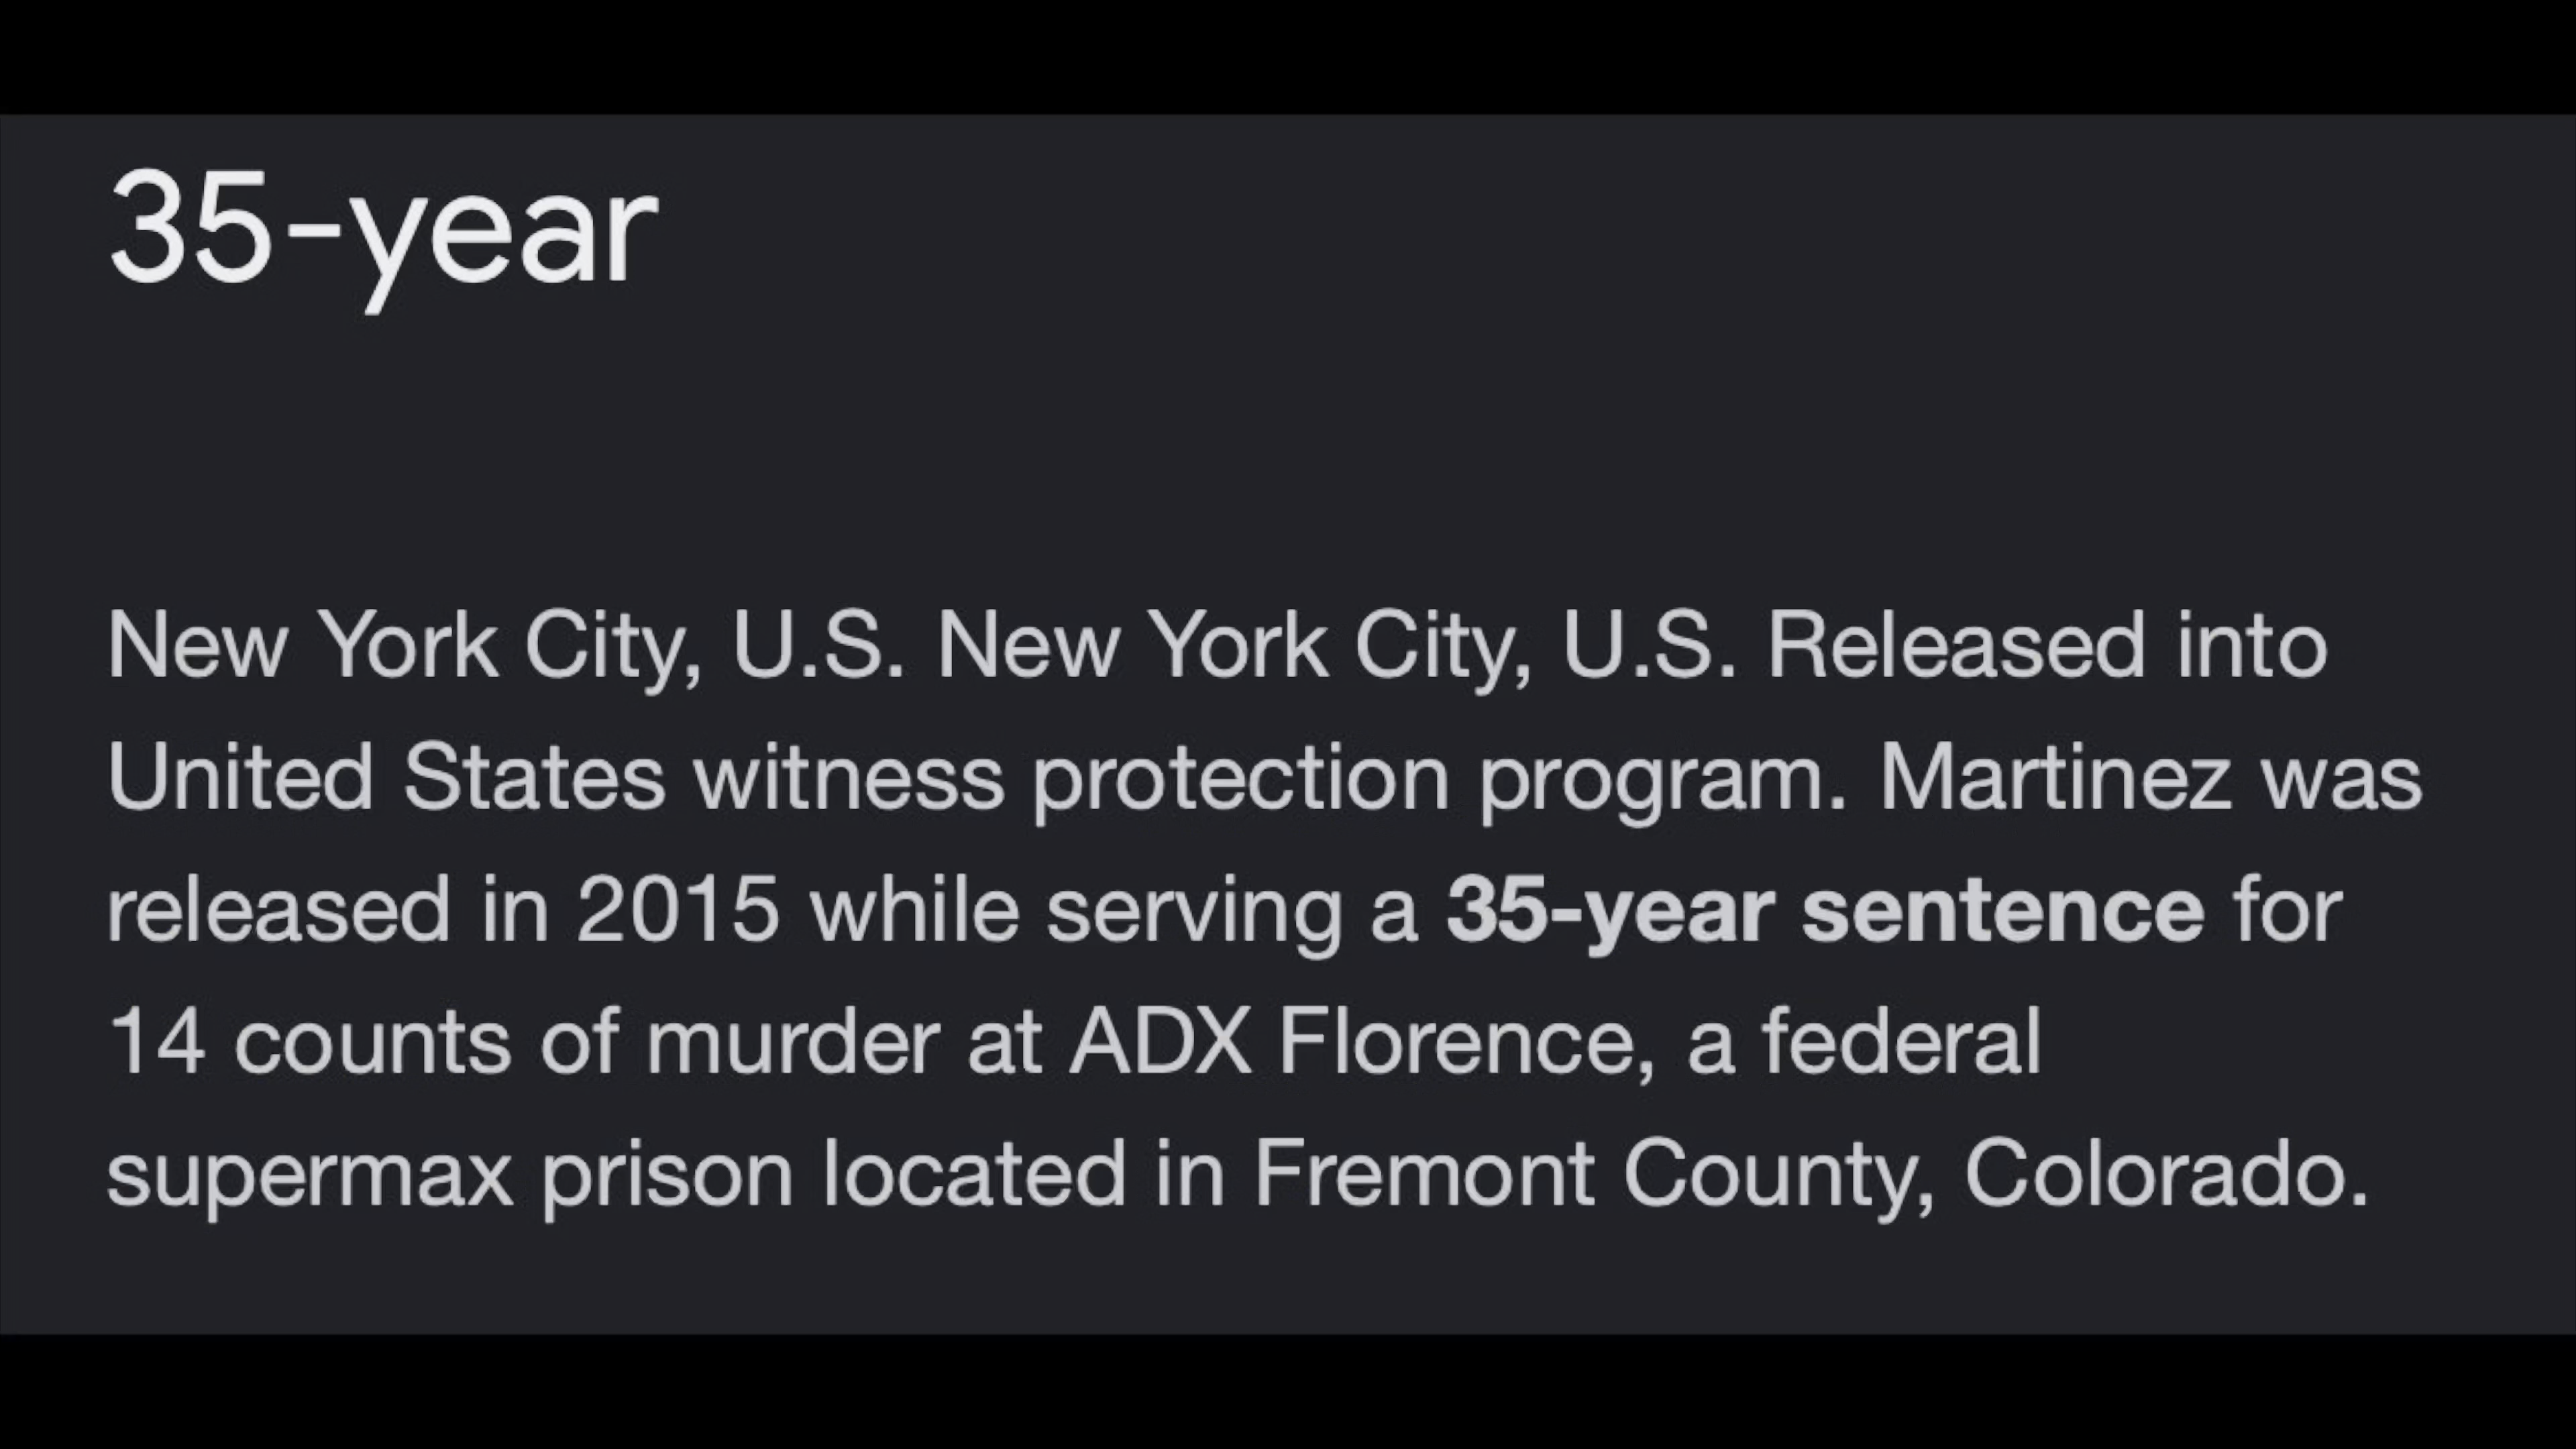 35-year
New York City, U.S. New York City, U.S. Released into
United States witness protection program. Martinez was
released in 2015 while serving a 35-year sentence for
14 counts of murder at ADX Florence, a federal
supermax prison located in Fremont County, Colorado.